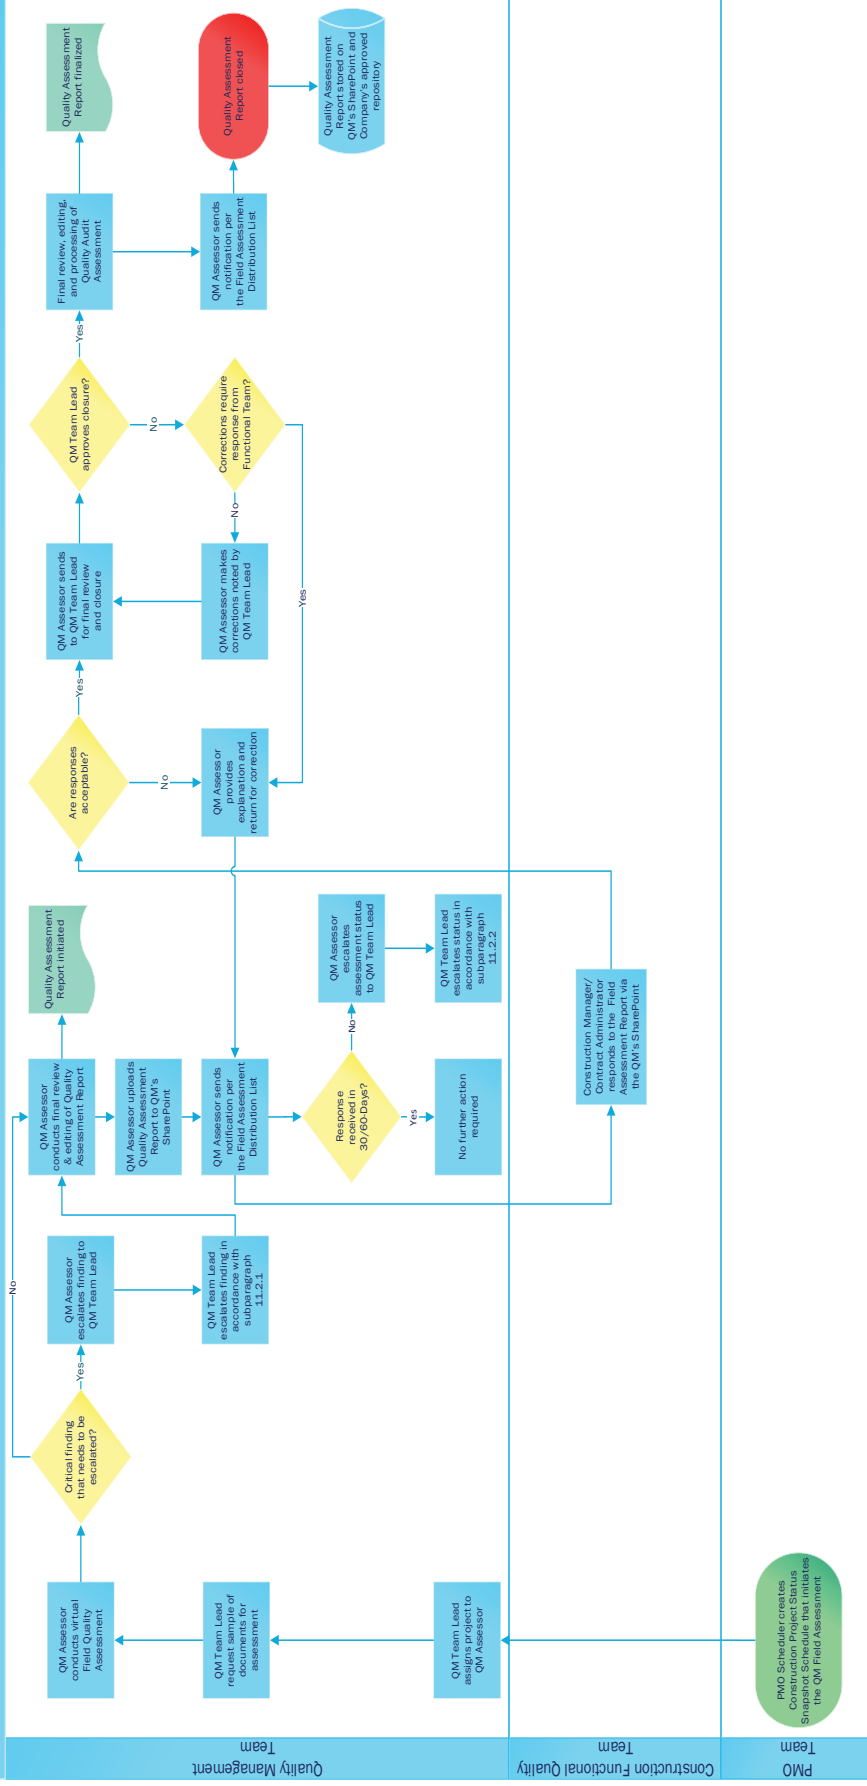 PMO Scheduler creates
Construction Project Status
Snapshot Schedule that initiates
the QM Field Assessment
QM Team Lead
assigns project to
QM Assessor
QM Team Lead
request sample of
documents for
assessment
QM Assessor
conducts virtual
Field Quality
Assessment
Critical finding
that needs to be
escalated?
No
Yes
QM Assessor
escalates finding to
QM Team Lead
QM Team Lead
escalates finding in
accordance with
subparagraph
11.2.1
QM Assessor
conducts final review
& editing of Quality
Assessment Report
Quality Assessment
Report initiated
QM Assessor uploads
Quality Assessment
Report to QM's
SharePoint
QM Assessor sends
notification per
the Field Assessment
Distribution List
Response
received in
30/60-Days?
Yes
No further action
required
No
QM Assessor
escalates
assessment status
to QM Team Lead
QM Team Lead
escalates status in
accordance with
subparagraph
11.2.2
Construction Manager/
Contract Administrator
responds to the Field
Assessment Report via
the QM's SharePoint
Are responses
acceptable?
No
QM Assessor
provides
explanation and
return for correction
Yes
QM Assessor sends
to QM Team Lead
for final review
and closure
QM Team Lead
approves closure?
No
Corrections require
response from
Functional Team?
No
QM Assessor makes
corrections noted by
QM Team Lead
Yes
Yes
Final review, editing,
and processing of
Quality Audit
Assessment
Quality Assessment
Report finalized
QM Assessor sends
notification per
the Field Assessment
Distribution List
Quality Assessment
Report closed
Quality Assessment
Report stored on
QM's SharePoint and
Company's approved
repository
Quality Management
Team
Construction Functional Quality
Team
PMO
Team